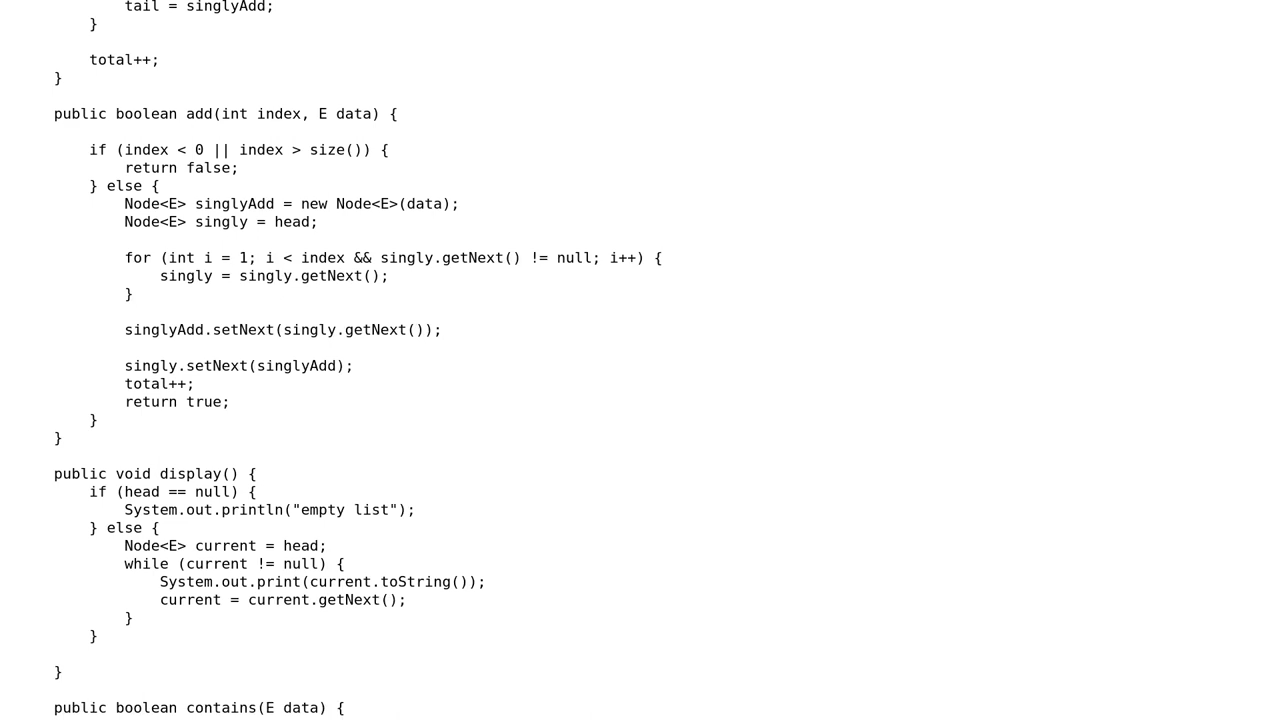 tail = singlyAdd;
}
total++;
}
public boolean add(int index, E data) {
if (index < 0 || index > size()) {
return false;
} else {
Node<E> singlyAdd = new Node<E>(data);
Node<E> singly = head;
for (int i = 1; i < index && singly.getNext() != null; i++) {
singly = singly.getNext();
}
singlyAdd.setNext(singly.getNext());
singly.setNext(singlyAdd);
total++;
return true;
}
}
public void display() {
if (head == null) {
System.out.println("empty list");
} else {
Node<E> current = head;
while (current != null) {
System.out.print(current.toString());
current = current.getNext();
}
}
}
public boolean contains(E data) {